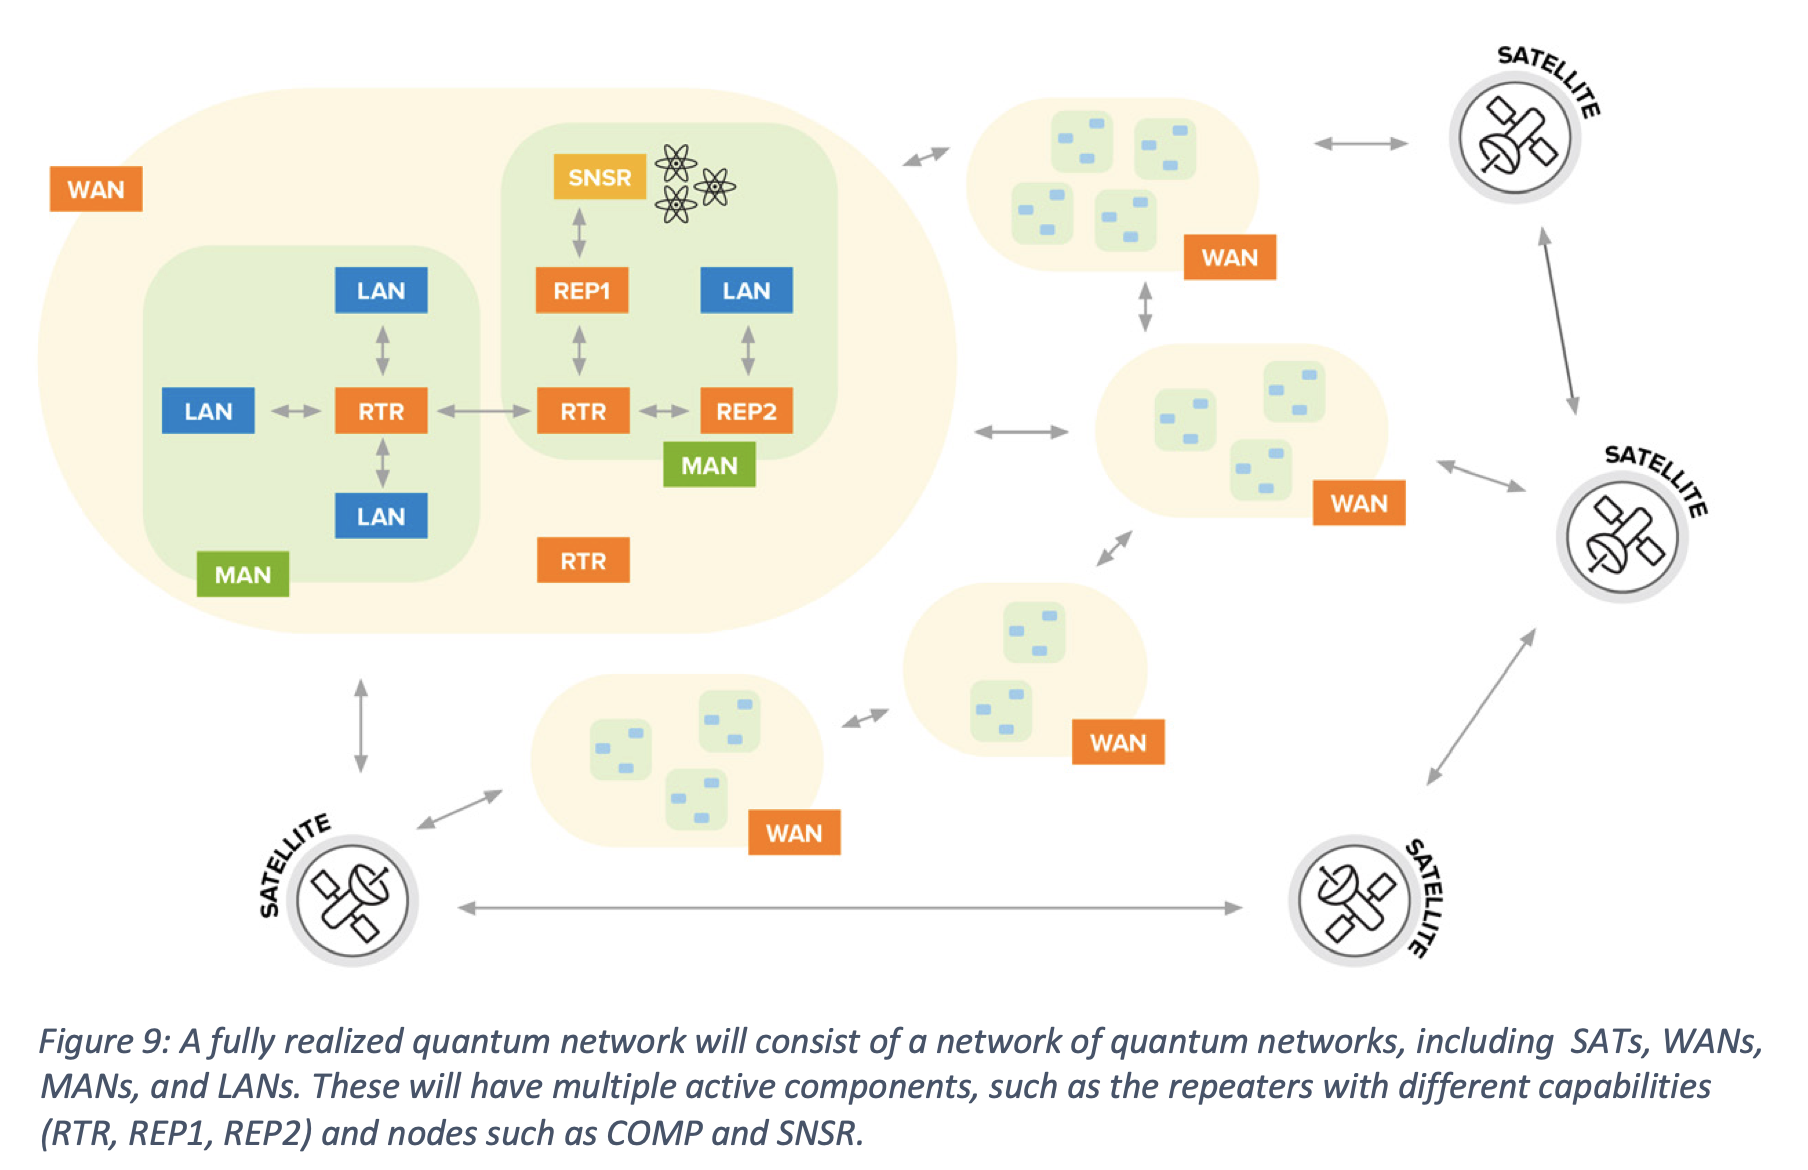 SATELLITE
WAN
SNSR
LAN
REP1
LAN
WAN
LAN
RTR
RTR
REP2
MAN
SATELLITE
WAN
LAN
RTR
MAN
WAN
WAN
SATELLITE
SATELLITE
Figure 9: A fully realized quantum network will consist of a network of quantum networks, including SATs, WANs,
MANs, and LANs. These will have multiple active components, such as the repeaters with different capabilities
(RTR, REP1, REP2) and nodes such as COMP and SNSR.